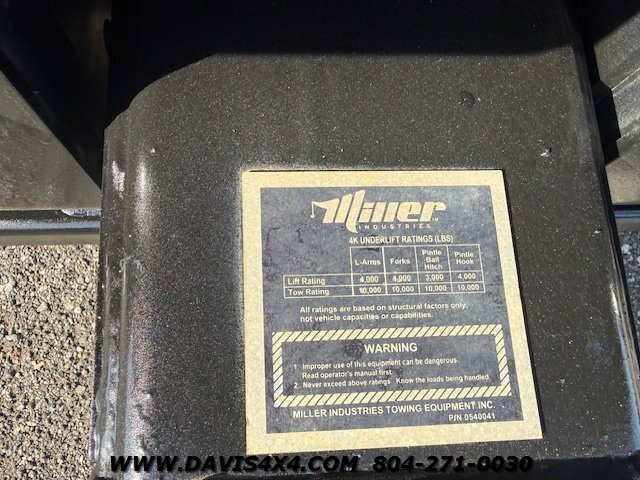 Miller
INDUSTRIES
4K UNDERLIFT RATINGS (LBS)
L-Arms Forks Pintle Ball Hitch Pintle Hook
Lift Rating 4,000 4,000 3,000 4,000
Tow Rating 10,000 10,000 10,000 10,000
All ratings are based on structural factors only,
not vehicle capacities or capabilities.
WARNING
1. Improper use of this equipment can be dangerous.
Read operator's manual first.
2. Never exceed above ratings. Know the loads being handled.
MILLER INDUSTRIES TOWING EQUIPMENT INC.
P/N 0540041
WWW.DAVIS4X4.COM 804-271-0030